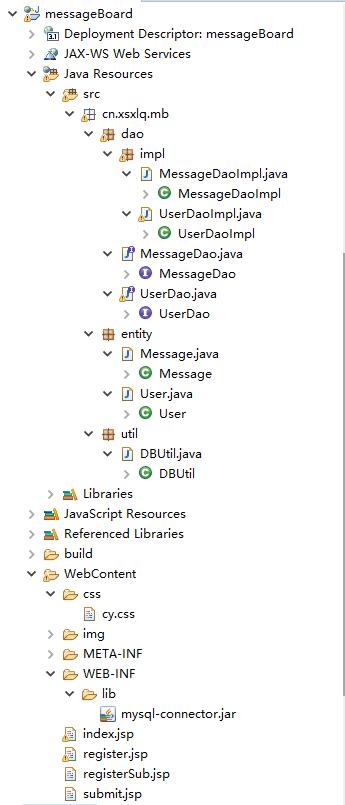 messageBoard
Deployment Descriptor: messageBoard
JAX-WS Web Services
Java Resources
src
cn.xsxlq.mb
dao
impl
MessageDaoImpl.java
MessageDaoImpl
UserDaoImpl.java
UserDaoImpl
MessageDao.java
MessageDao
UserDao.java
UserDao
entity
Message.java
Message
User.java
User
util
DBUtil.java
DBUtil
Libraries
JavaScript Resources
Referenced Libraries
build
WebContent
css
cy.css
img
META-INF
WEB-INF
lib
mysql-connector.jar
index.jsp
register.jsp
registerSub.jsp
submit.jsp